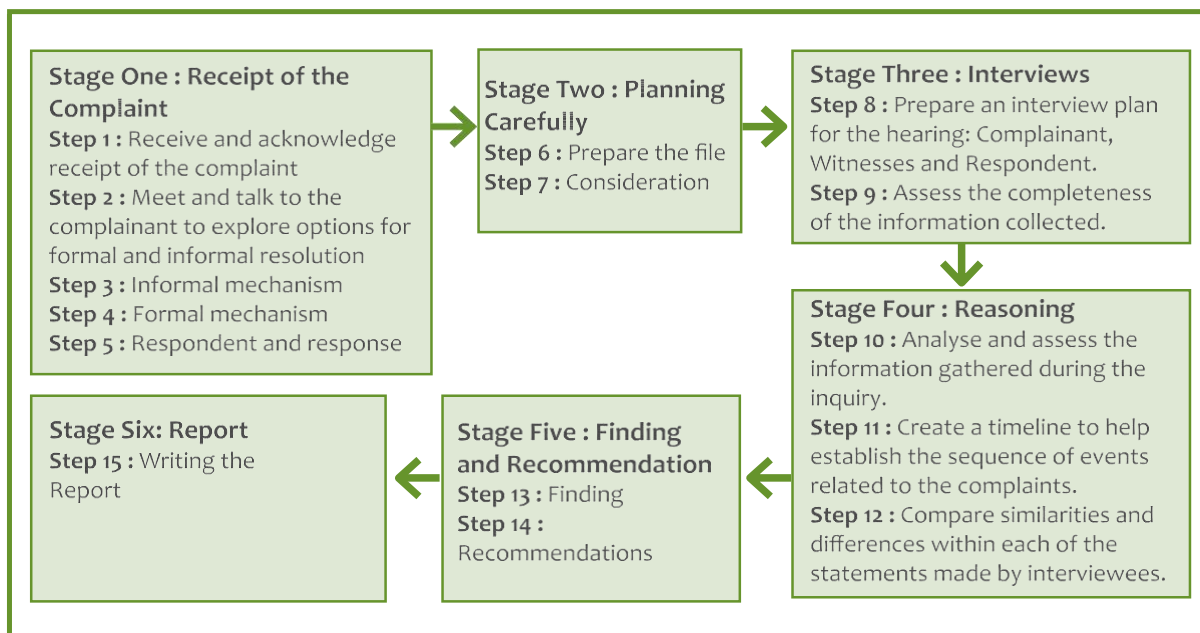 Stage One : Receipt of the
Complaint
Step 1 : Receive and acknowledge
receipt of the complaint
Step 2 : Meet and talk to the
complainant to explore options for
formal and informal resolution
Step 3 : Informal mechanism
Step 4 : Formal mechanism
Step 5 : Respondent and response
Stage Two : Planning
Carefully
Step 6 : Prepare the file
Step 7 : Consideration
Stage Three : Interviews
Step 8 : Prepare an interview plan
for the hearing: Complainant,
Witnesses and Respondent.
Step 9 : Assess the completeness
of the information collected.
Stage Four : Reasoning
Step 10 : Analyse and assess the
information gathered during the
inquiry.
Step 11 : Create a timeline to help
establish the sequence of events
related to the complaints.
Step 12 : Compare similarities and
differences within each of the
statements made by interviewees.
Stage Five : Finding
and Recommendation
Step 13 : Finding
Step 14 :
Recommendations
Stage Six: Report
Step 15 : Writing the
Report